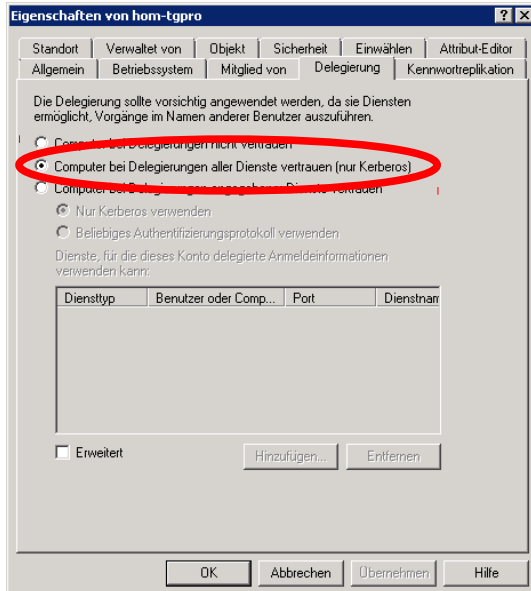 Eigenschaften von hom-tgpro
Standort Verwaltet von Objekt Sicherheit Einwählen Attribut-Editor
Allgemein Betriebssystem Mitglied von Delegierung Kennwortreplikation
Die Delegierung sollte vorsichtig angewendet werden, da sie Diensten
ermöglicht, Vorgänge im Namen anderer Benutzer auszuführen.
Computer bei Delegierungen nicht vertrauen
Computer bei Delegierungen aller Dienste vertrauen (nur Kerberos)
Computer bei Delegierungen angegebener Dienste vertrauen
Nur Kerberos verwenden
Beliebiges Authentifizierungsprotokoll verwenden
Dienste, für die dieses Konto delegierte Anmeldeinformationen
verwenden kann:
Diensttyp Benutzer oder Comp... Port Dienstnam
Erweitert Hinzufügen... Entfernen
OK Abbrechen Übernehmen Hilfe